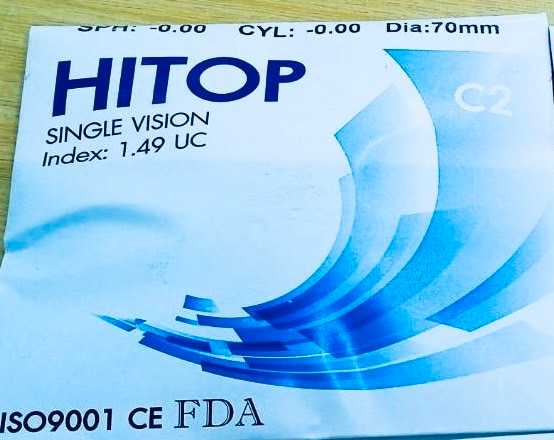 SPH: -0.00 CYL: -0.00 Dia:70mm
HITOP
C2
SINGLE VISION
Index: 1.49 UC
ISO9001 CE FDA